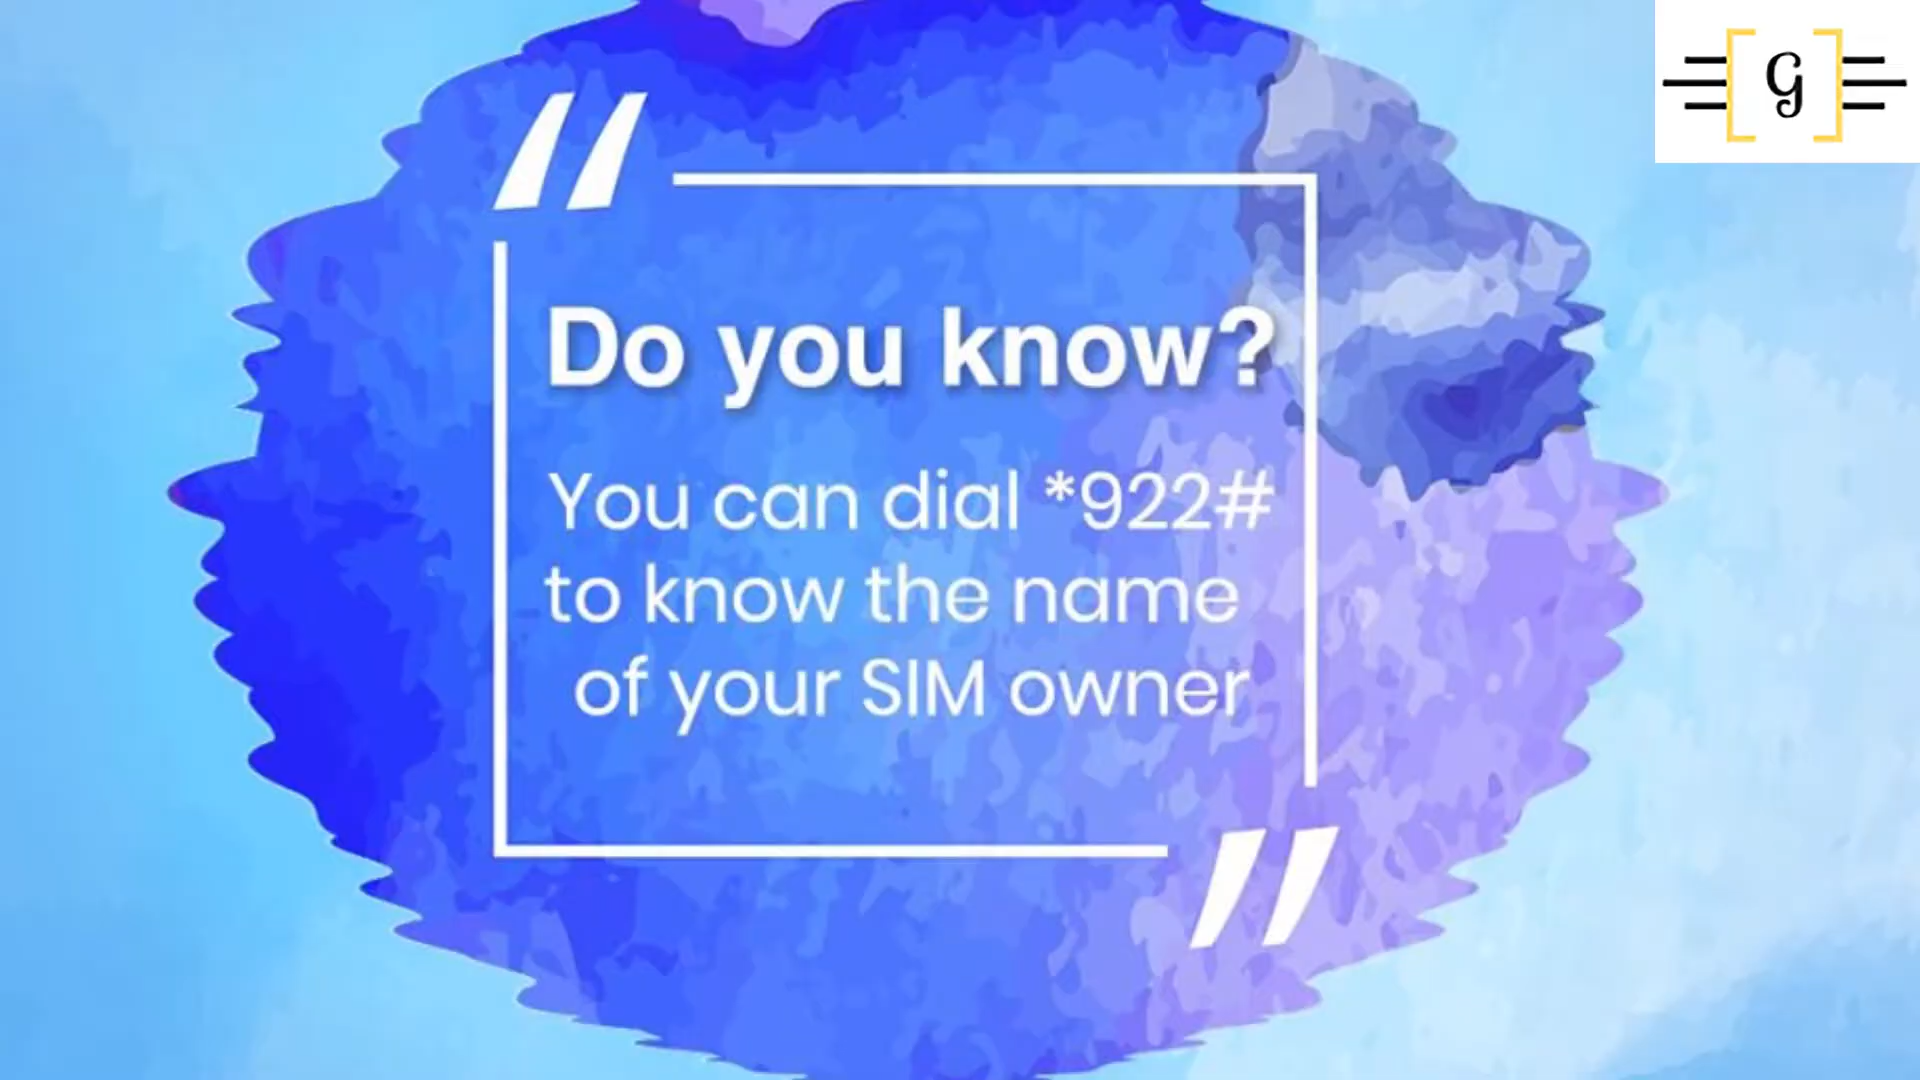 G
Do you know?
You can dial *922#
to know the name
of your SIM owner